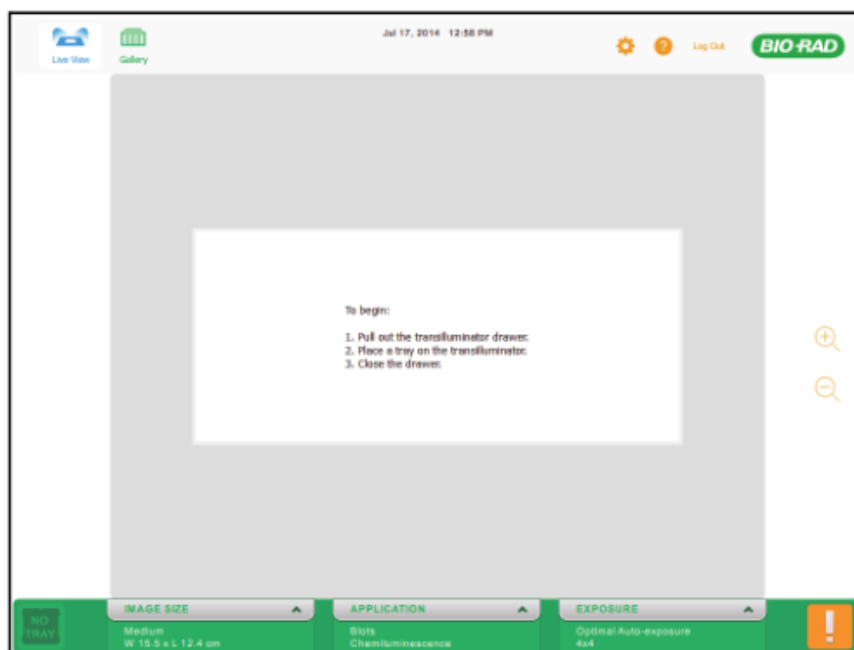 Jul 17, 2014 12:58 PM
Live View
Gallery
?
Log Out
BIO-RAD
To begin:
1. Pull out the transilluminator drawer.
2. Place a tray on the transilluminator.
3. Close the drawer.
NO
TRAY
IMAGE SIZE
Medium
W 15.5 x L 12.4 cm
APPLICATION
Blots
Chemiluminescence
EXPOSURE
Optimal Auto-exposure
4x4
!